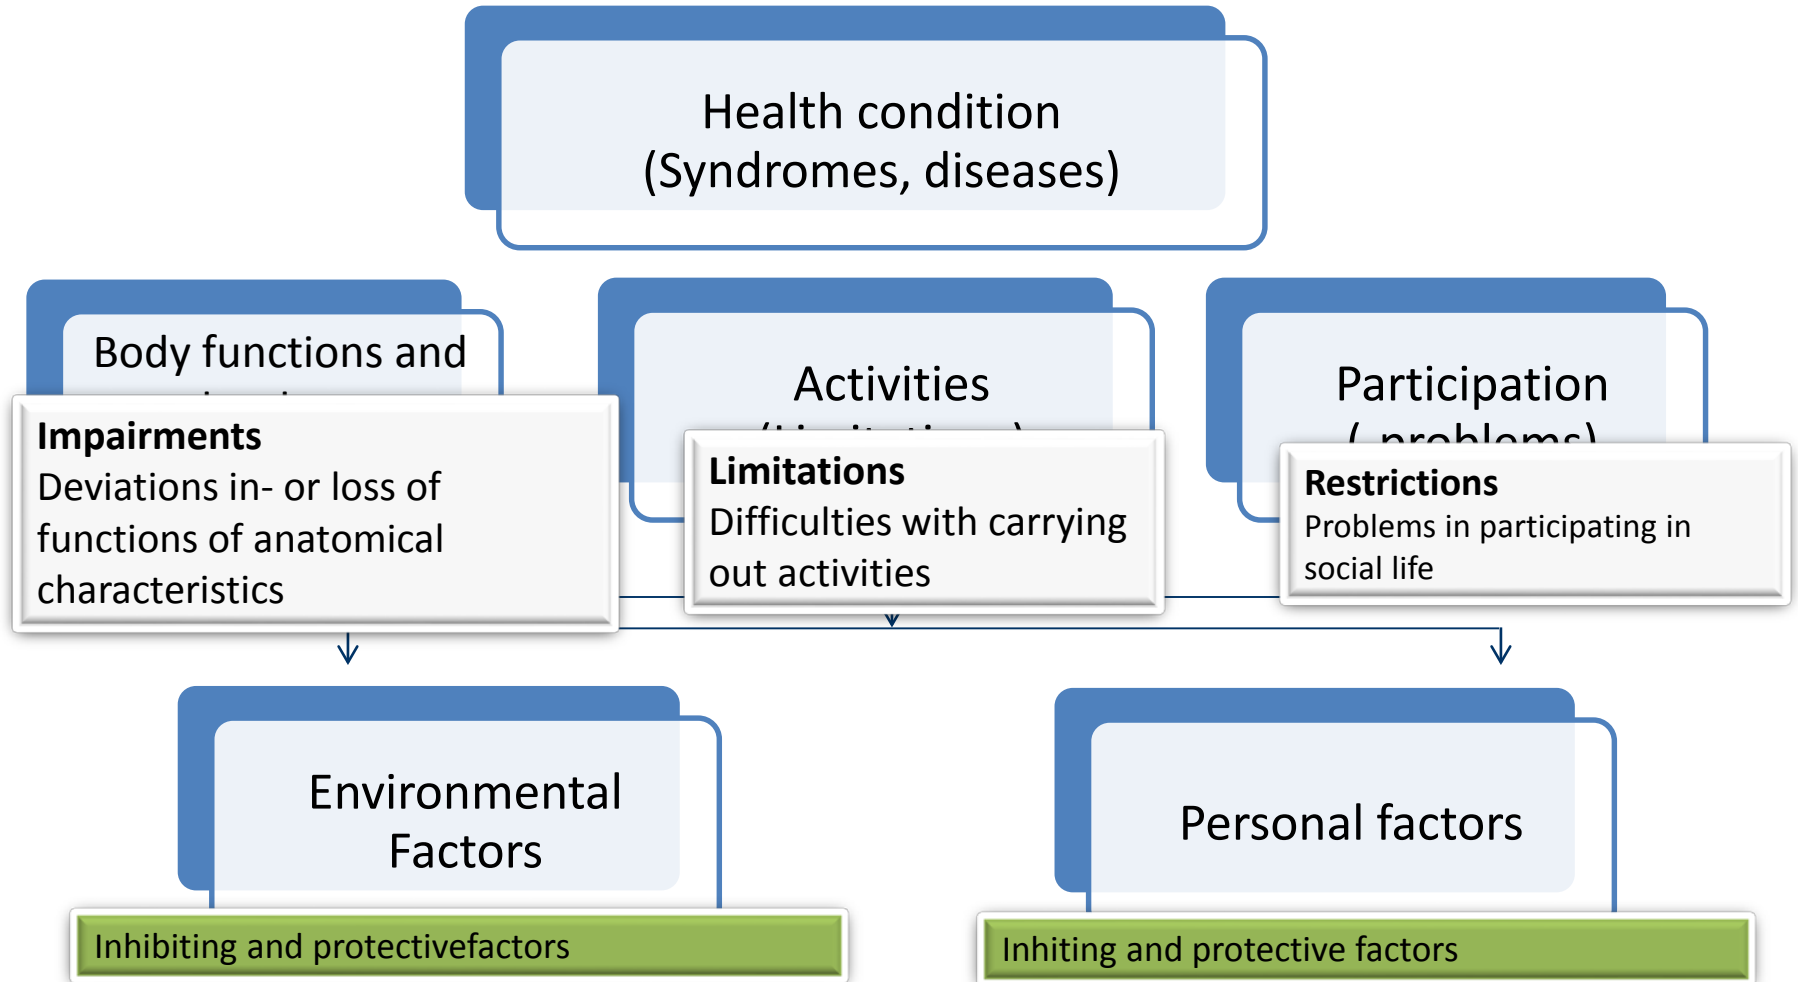 Health condition
(Syndromes, diseases)
Body functions and
Activities
Participation
( problems)
Impairments
Deviations in- or loss of
functions of anatomical
characteristics
Limitations
Difficulties with carrying
out activities
Restrictions
Problems in participating in
social life
Environmental
Factors
Personal factors
Inhibiting and protectivefactors
Inhiting and protective factors